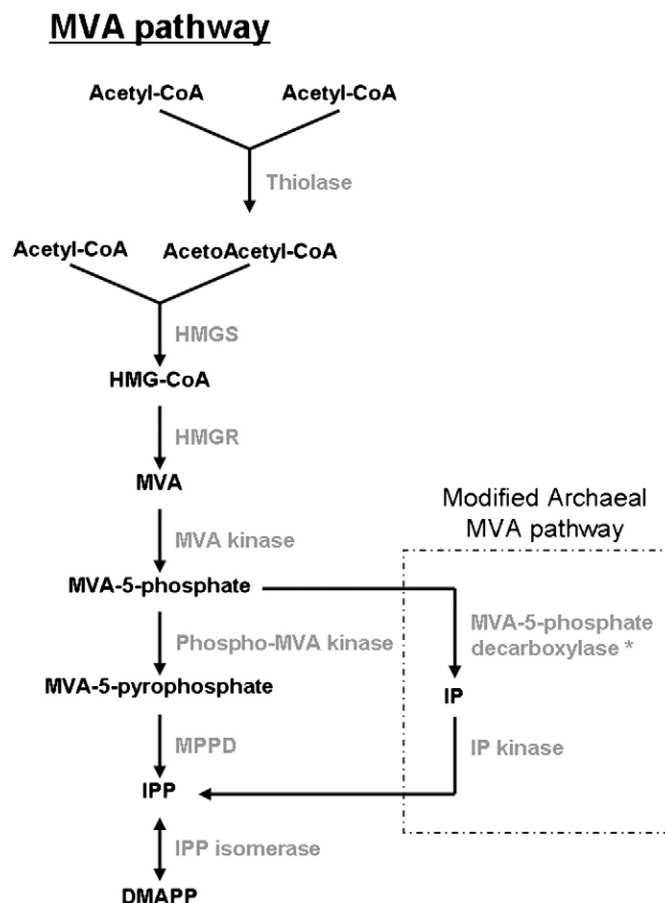 MVA pathway
Acetyl-CoA Acetyl-CoA
Thiolase
Acetyl-CoA AcetoAcetyl-CoA
HMGS
HMG-CoA
HMGR
MVA
Modified Archaeal
MVA pathway
MVA kinase
MVA-5-phosphate
MVA-5-phosphate
decarboxylase *
Phospho-MVA kinase
MVA-5-pyrophosphate
IP
MPPD
IP kinase
IPP
IPP isomerase
DMAPP